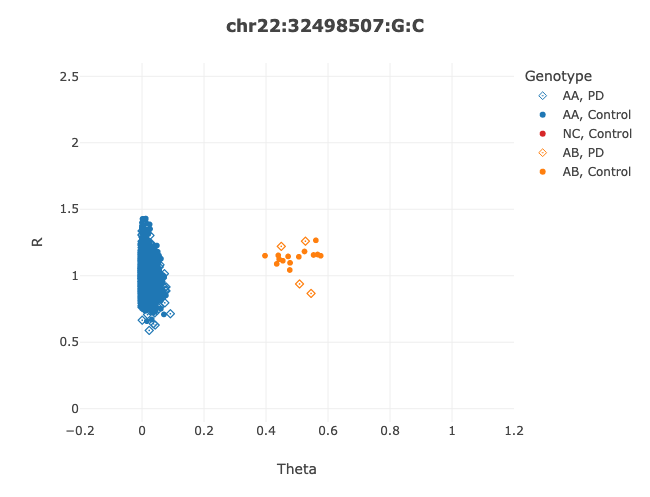 chr22:32498507:G:C
Genotype
AA, PD
AA, Control
NC, Control
AB, PD
AB, Control
2.5
2
1.5
1
0.5
0
R
−0.2 0 0.2 0.4 0.6 0.8 1 1.2
Theta